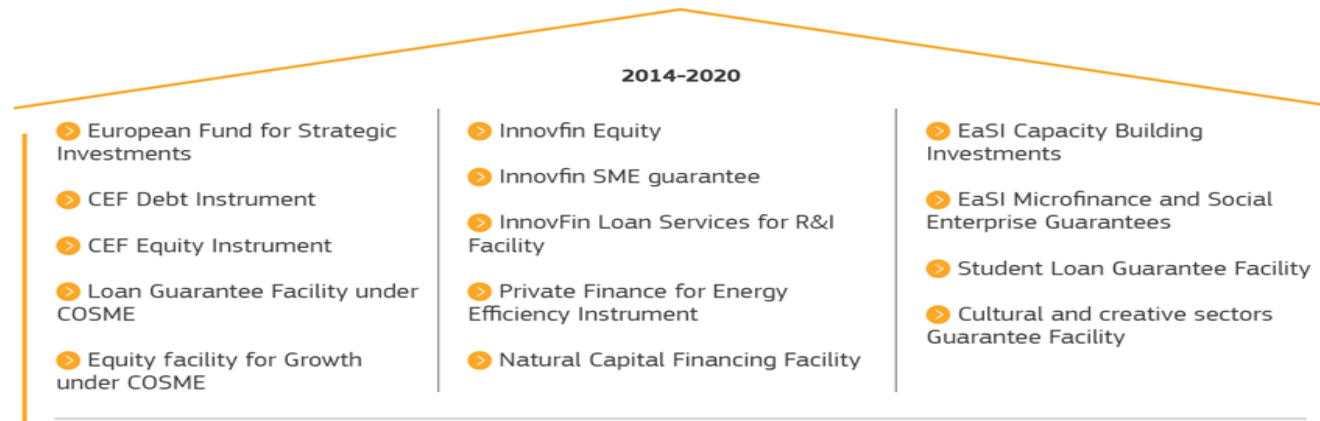 2014-2020
European Fund for Strategic
Investments
CEF Debt Instrument
CEF Equity Instrument
Loan Guarantee Facility under
COSME
Equity facility for Growth
under COSME
Innovfin Equity
Innovfin SME guarantee
InnovFin Loan Services for R&I
Facility
Private Finance for Energy
Efficiency Instrument
Natural Capital Financing Facility
EaSI Capacity Building
Investments
EaSI Microfinance and Social
Enterprise Guarantees
Student Loan Guarantee Facility
Cultural and creative sectors
Guarantee Facility